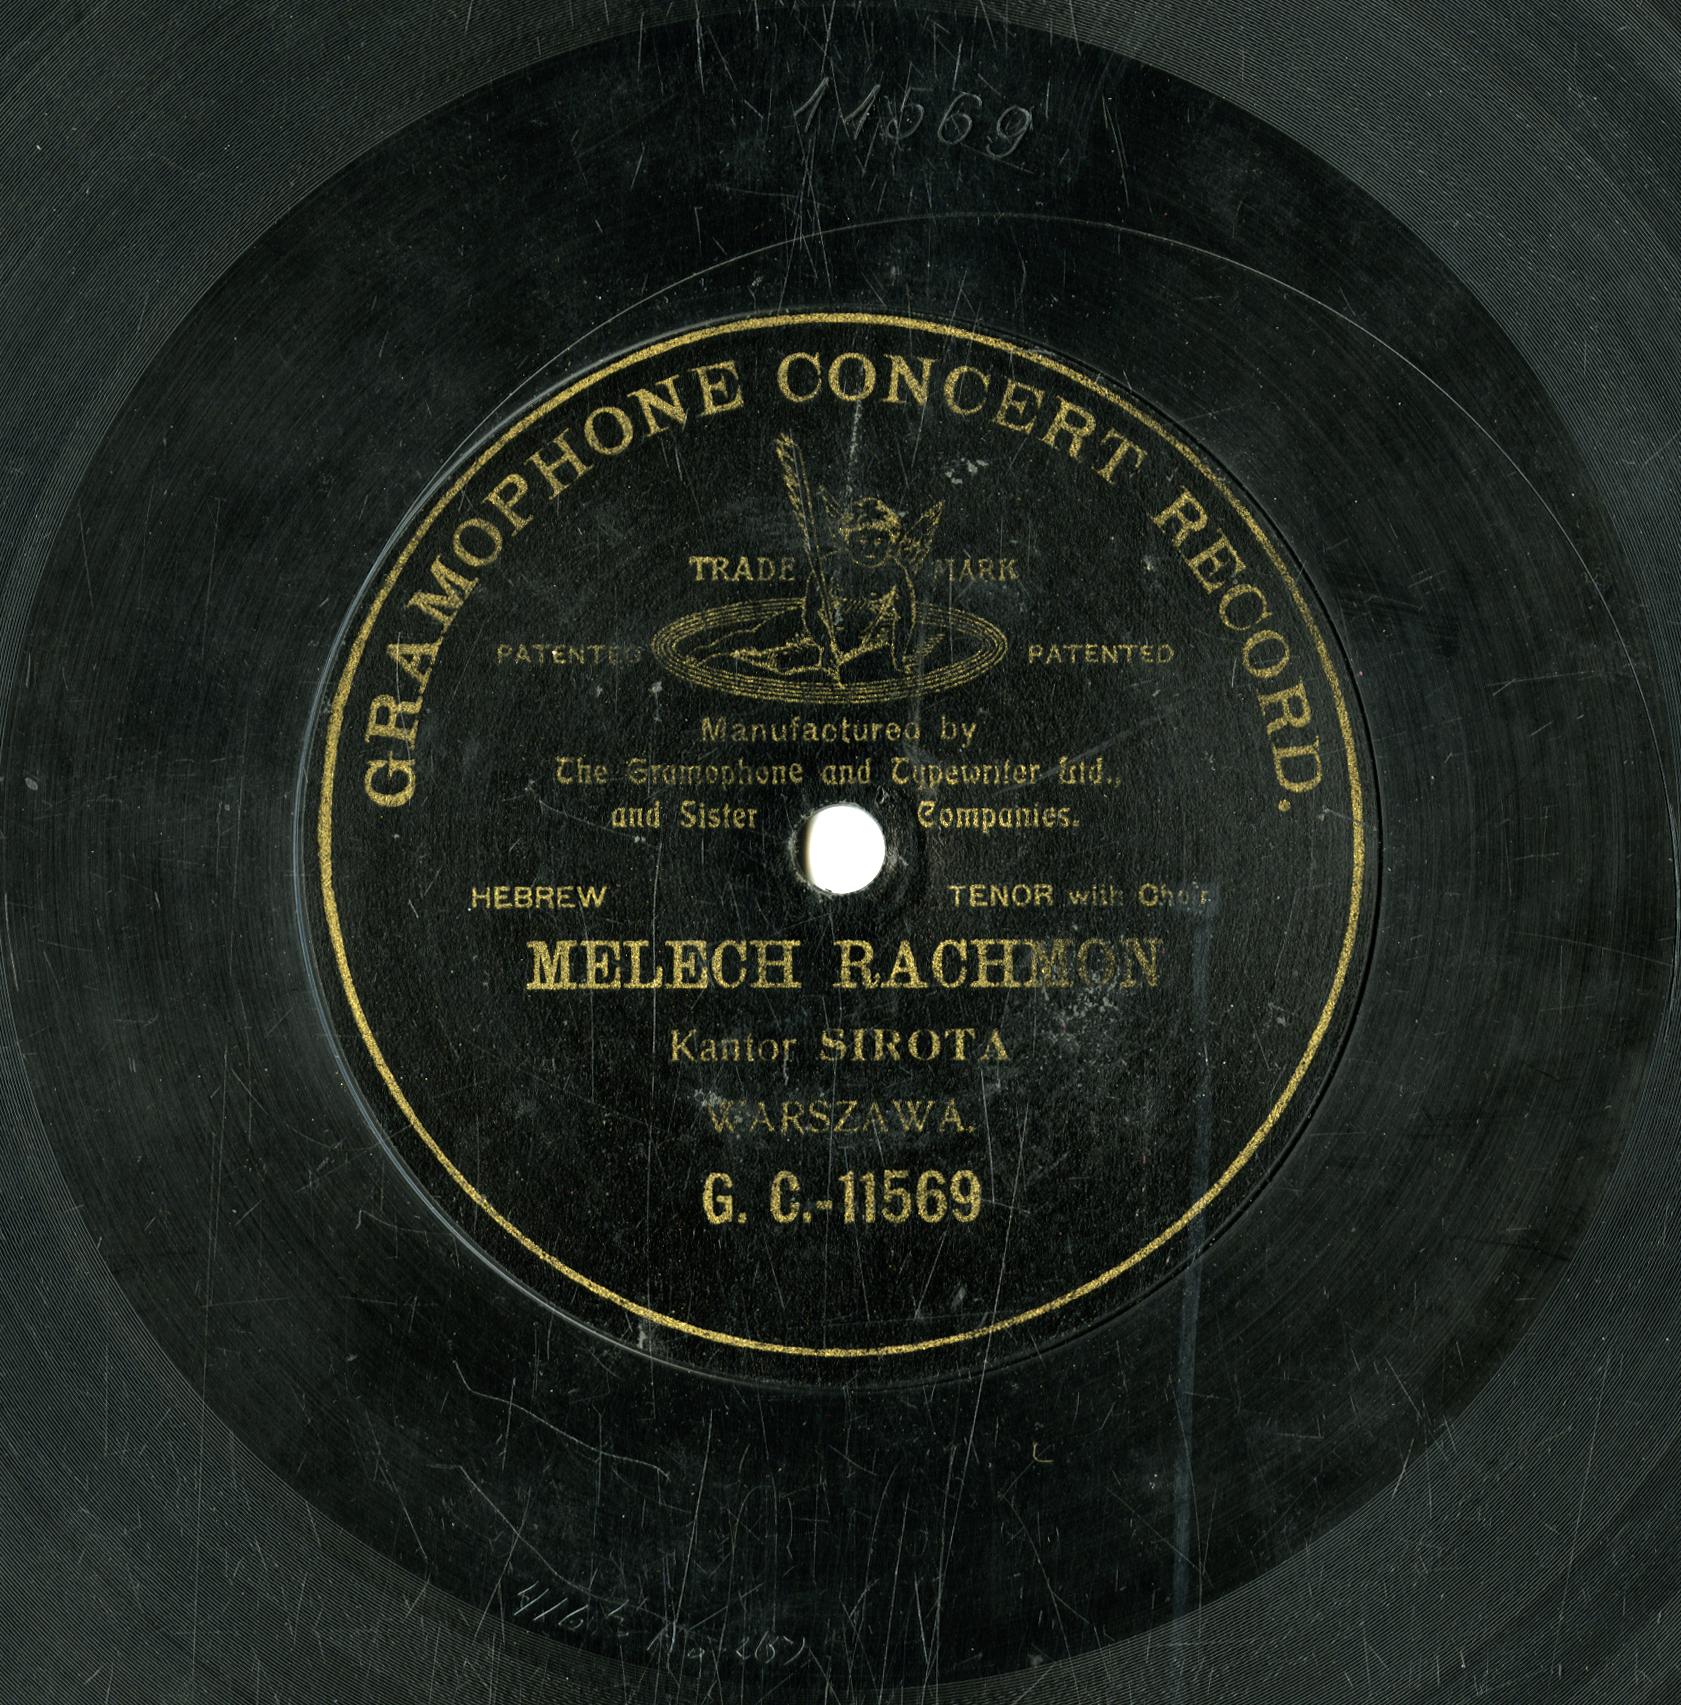 11569
GRAMOPHONE CONCERT RECORD.
TRADE MARK
PATENTED PATENTED
Manufactured by
The Gramophone and Typewriter Ltd.,
and Sister Companies.
HEBREW TENOR with Choir
MELECH RACHMON
Kantor SIROTA
WARSZAWA.
G. C.-11569